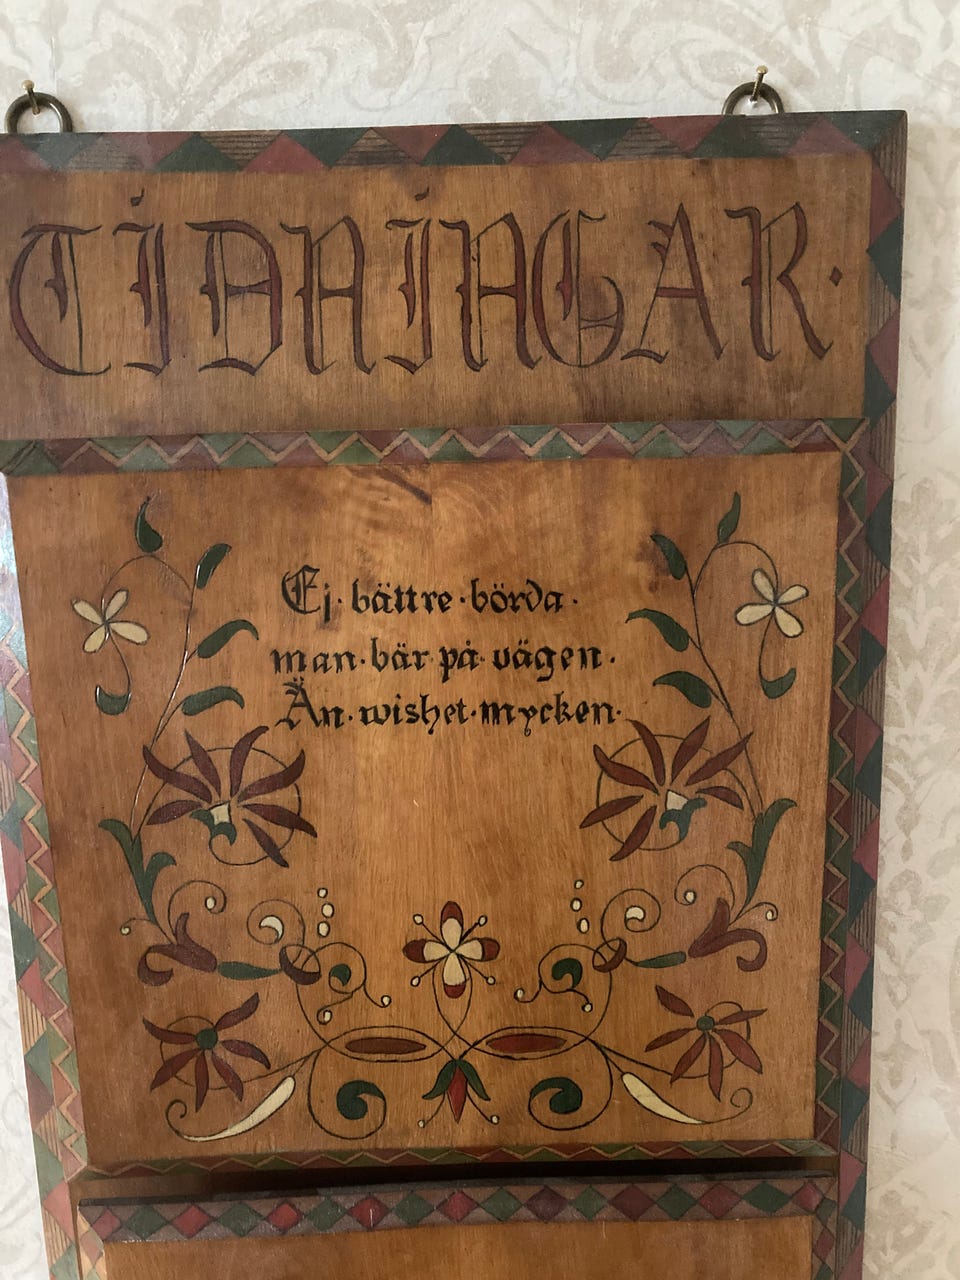 TIDNINGAR·
Ej·bättre·börda·
man·bär·på·vägen·
Än·wishet·mycken·